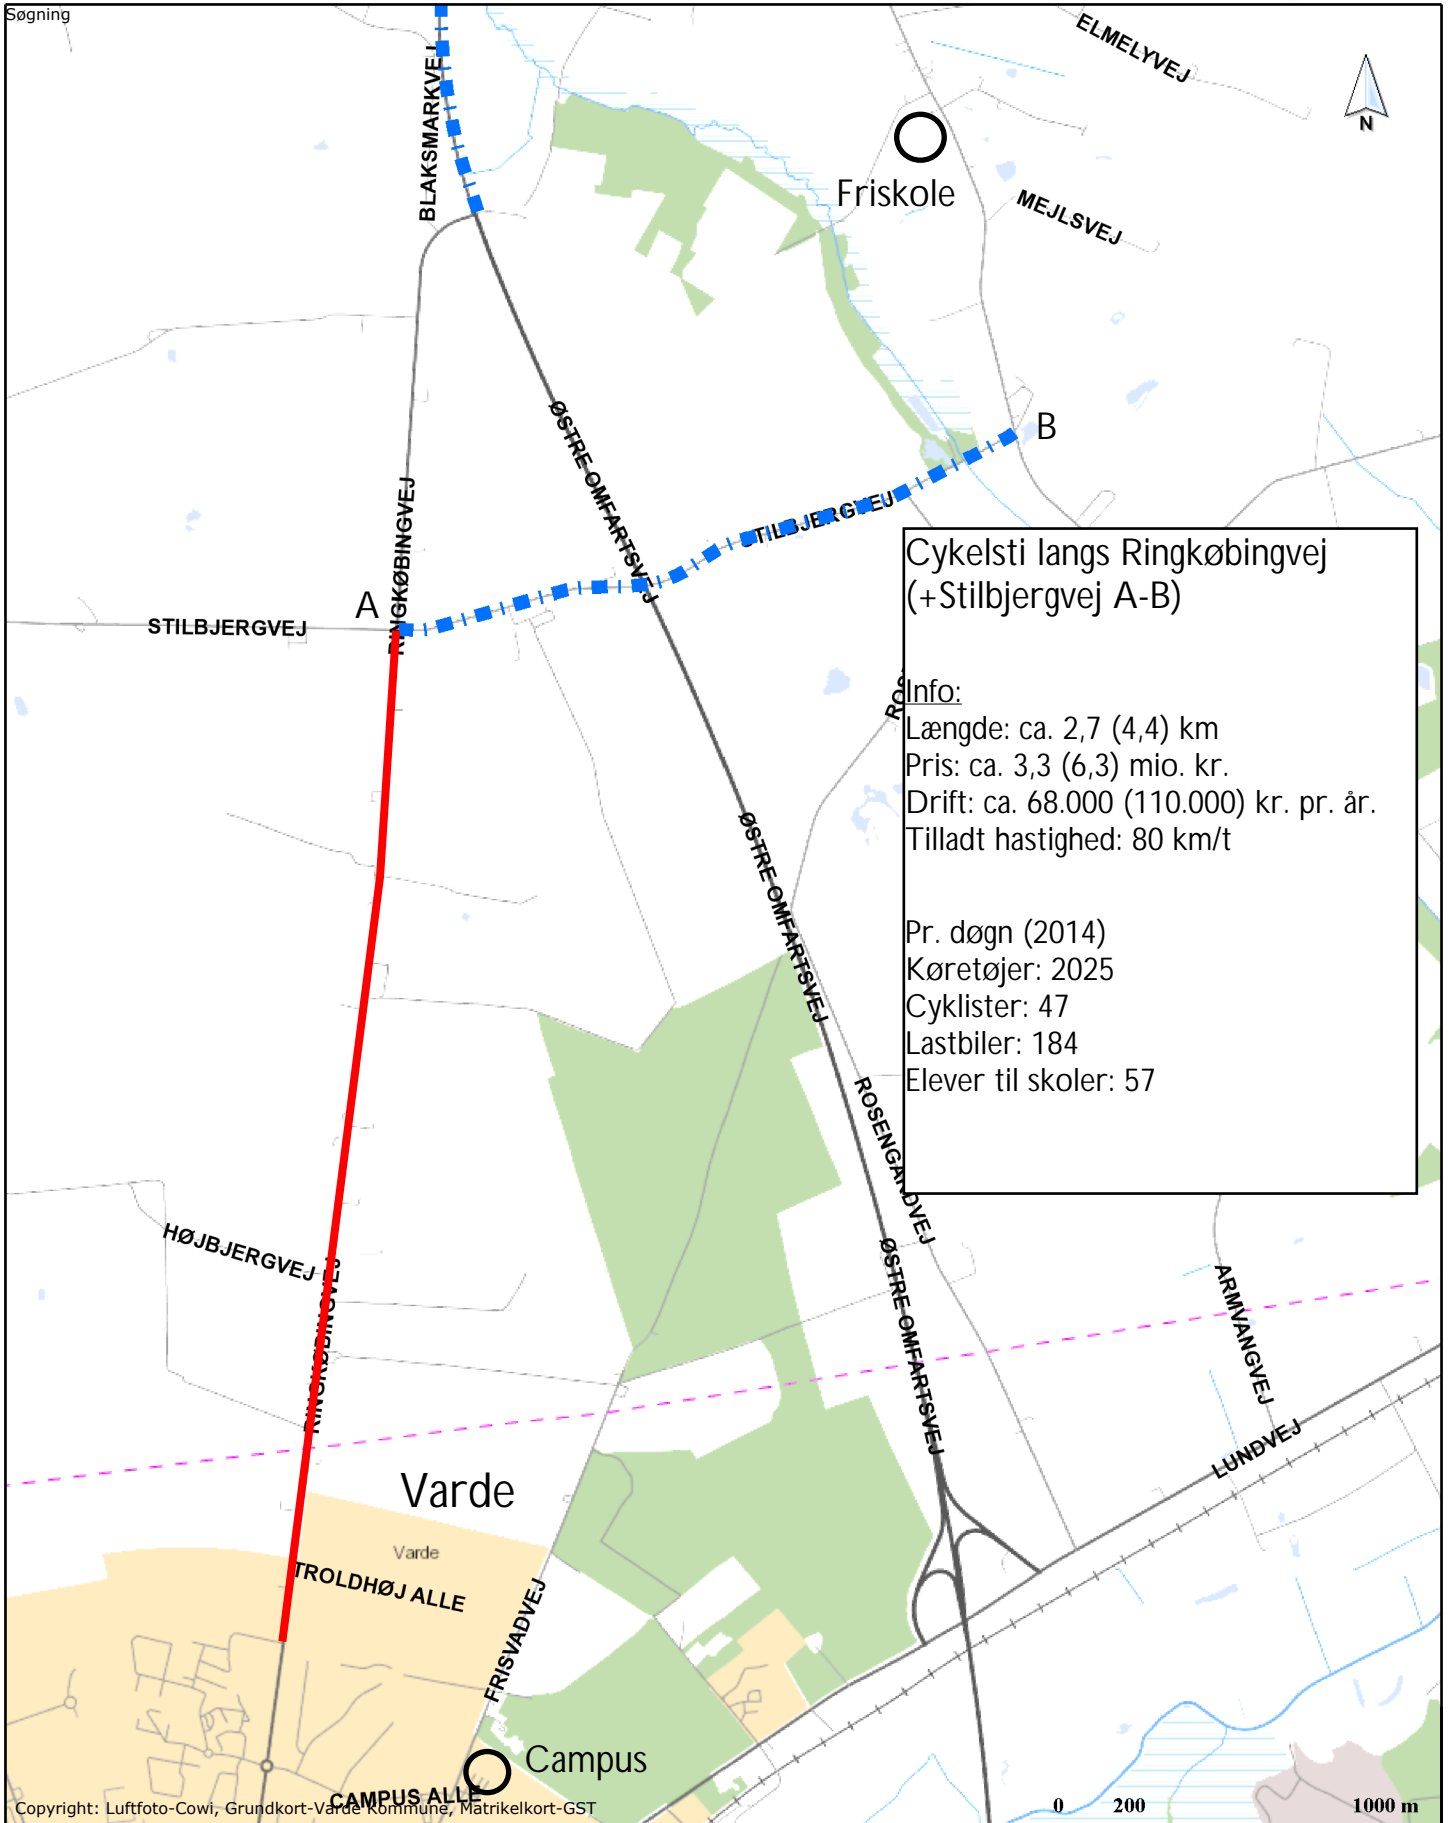 Søgning
ELMELYVEJ
BLAKSMARKVEJ
N
Friskole
MEJLSVEJ
ØSTRE OMFARTSVEJ
B
RINGKØBINGVEJ
STILBJERGVEJ
A
STILBJERGVEJ
Cykelsti langs Ringkøbingvej
(+Stilbjergvej A-B)
Info:
Længde: ca. 2,7 (4,4) km
Pris: ca. 3,3 (6,3) mio. kr.
Drift: ca. 68.000 (110.000) kr. pr. år.
Tilladt hastighed: 80 km/t
Pr. døgn (2014)
Køretøjer: 2025
Cyklister: 47
Lastbiler: 184
Elever til skoler: 57
ØSTRE OMFARTSVEJ
ROSENGARDVEJ
HØJBJERGVEJ
RINGKØBINGVEJ
ØSTRE OMFARTSVEJ
ARMVANGVEJ
LUNDVEJ
Varde
Varde
TROLDHØJ ALLE
FRISVADVEJ
Campus
CAMPUS ALLE
Copyright: Luftfoto-Cowi, Grundkort-Varde Kommune, Matrikelkort-GST
0 200 1000 m